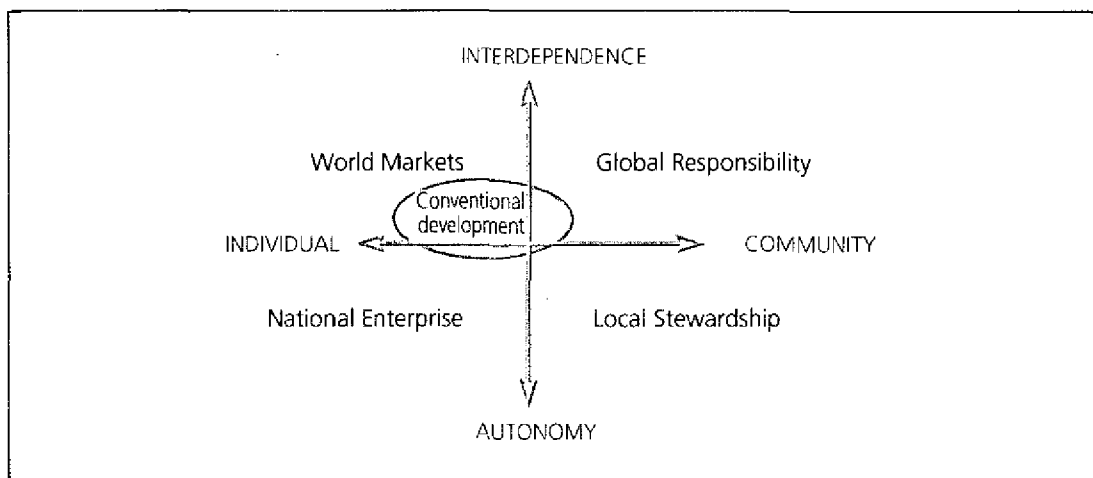 INTERDEPENDENCE
World Markets
Global Responsibility
Conventional
development
INDIVIDUAL
COMMUNITY
National Enterprise
Local Stewardship
AUTONOMY